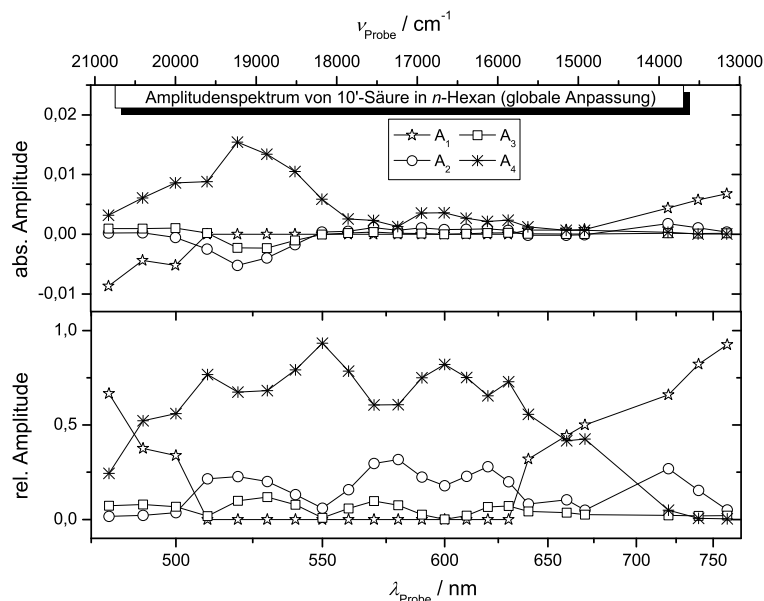 ν Probe / cm⁻¹
21000 20000 19000 18000 17000 16000 15000 14000 13000
Amplitudenspektrum von 10'-Säure in n-Hexan (globale Anpassung)
A₁ A₃
A₂ A₄
abs. Amplitude
0,02
0,01
0,00
-0,01
rel. Amplitude
1,0
0,5
0,0
500 550 600 650 700 750
λ Probe / nm